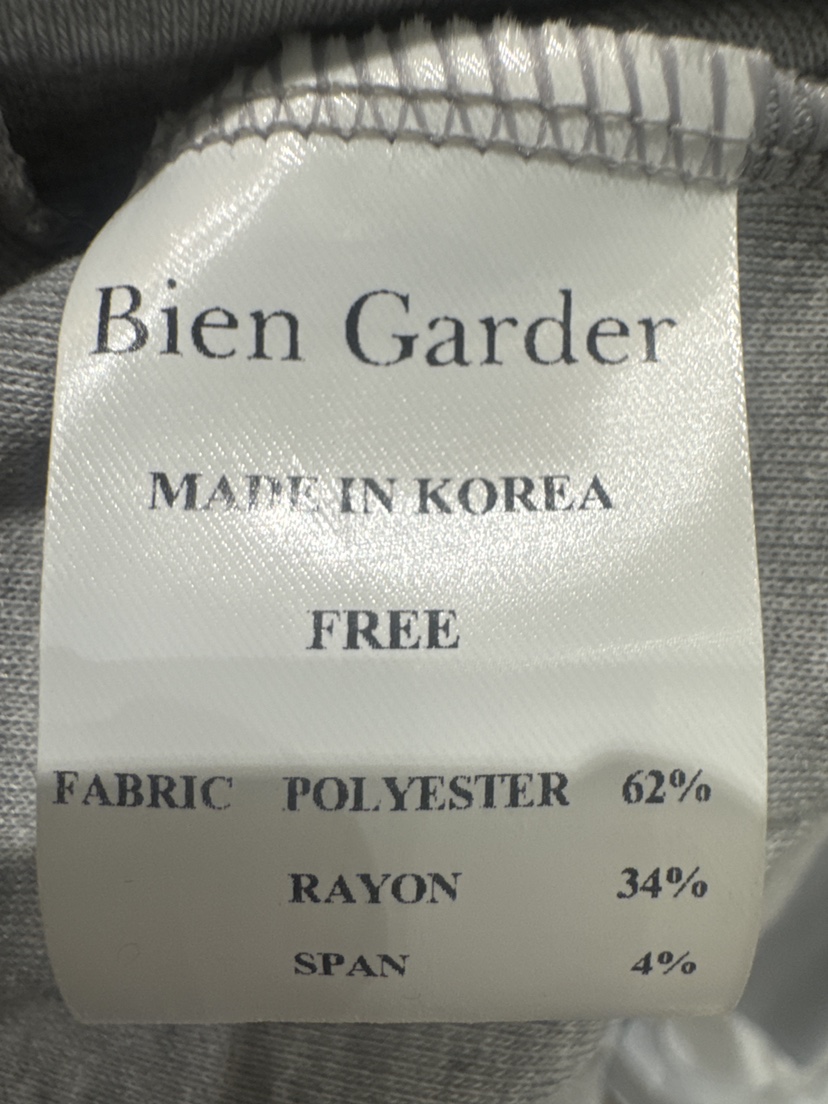 Bien Garder
MADE IN KOREA
FREE
FABRIC POLYESTER 62%
RAYON 34%
SPAN 4%